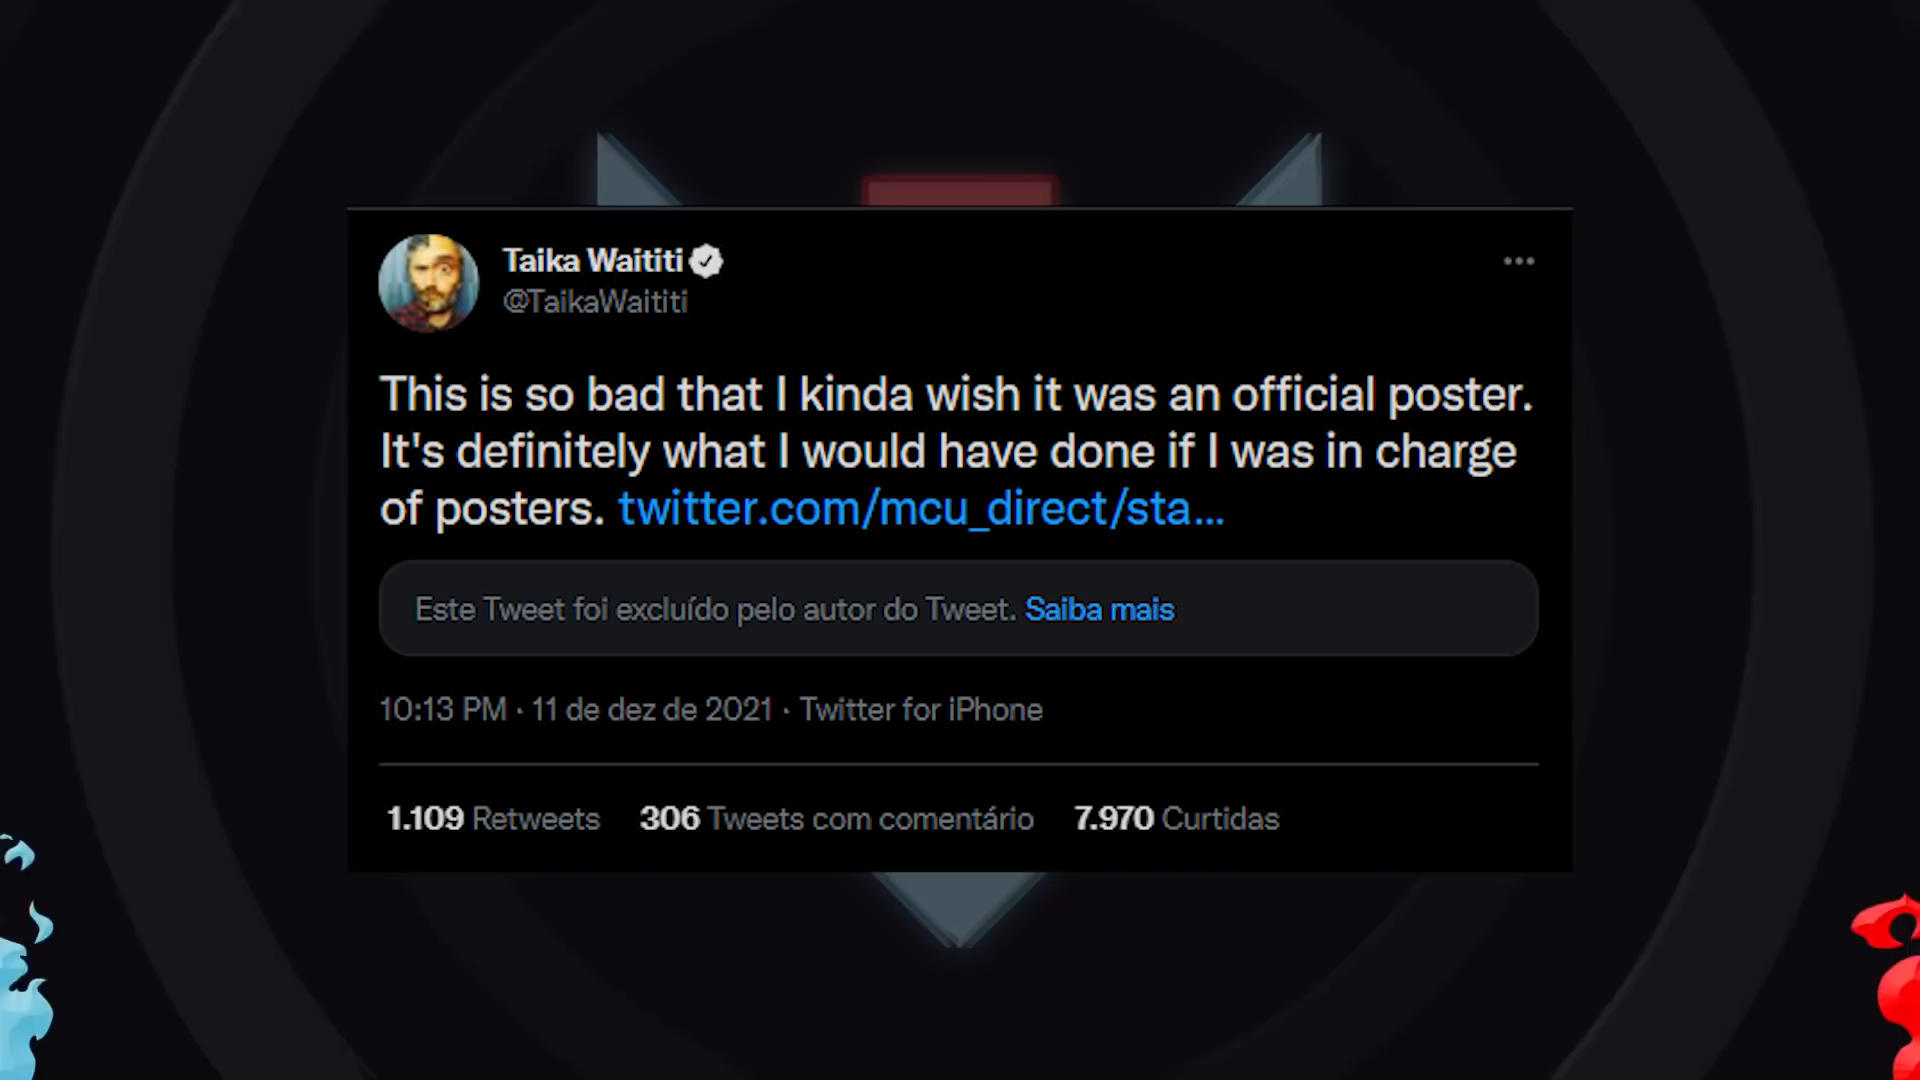 Taika Waititi
@TaikaWaititi
This is so bad that I kinda wish it was an official poster.
It's definitely what I would have done if I was in charge
of posters. twitter.com/mcu_direct/sta...
Este Tweet foi excluído pelo autor do Tweet. Saiba mais
10:13 PM · 11 de dez de 2021 · Twitter for iPhone
1.109 Retweets 306 Tweets com comentário 7.970 Curtidas